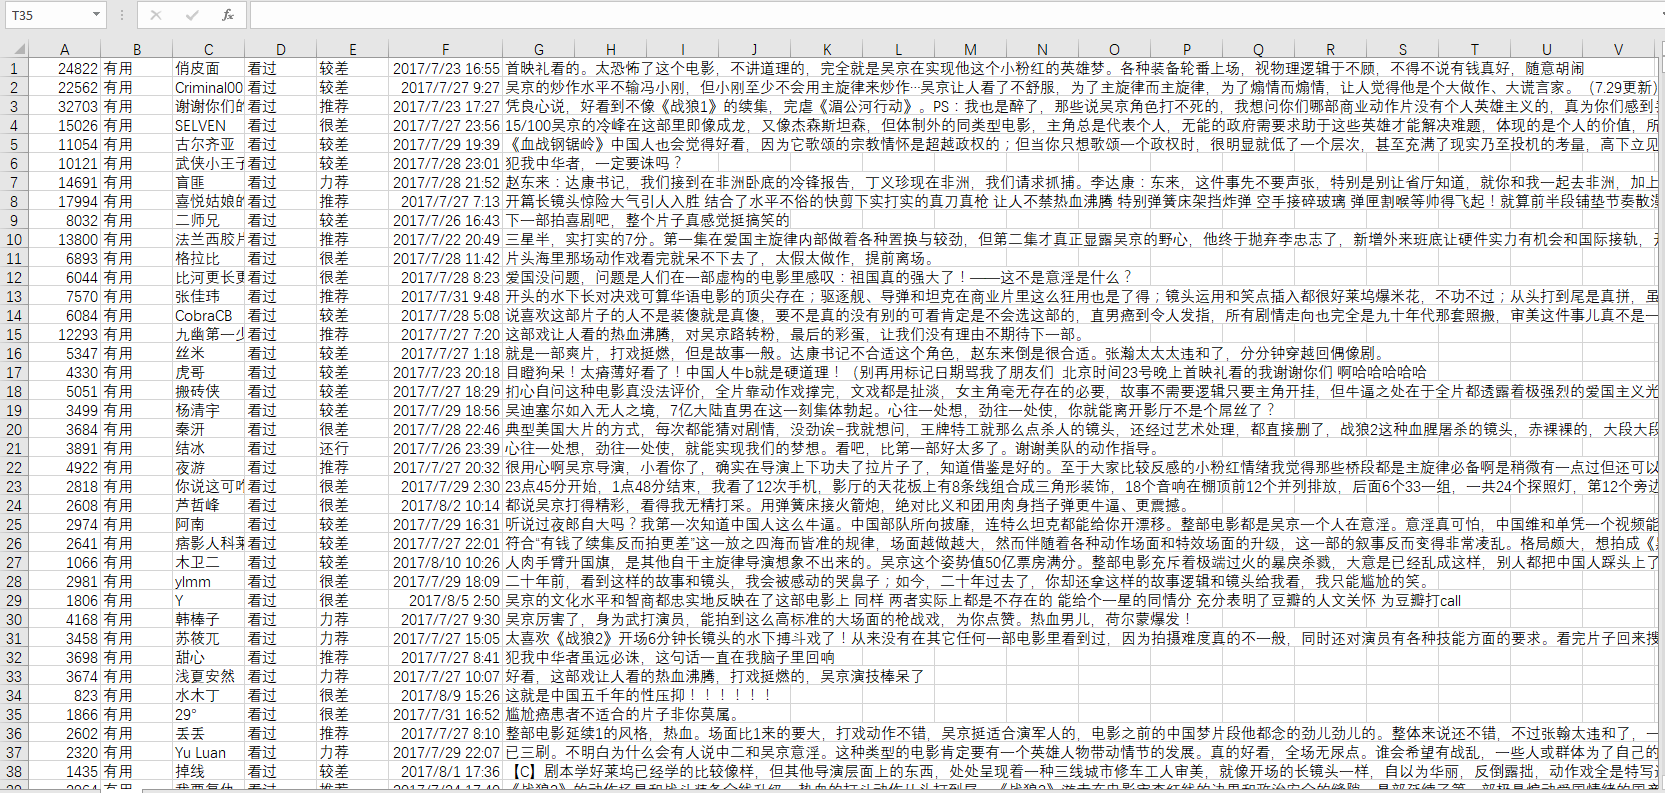 T35
fx
A B C D E F G H I J K L M N O P Q R S T U V
1 24822 有用 俏皮面 看过 较差 2017/7/23 16:55 首映礼看的。太恐怖了这个电影，不讲道理的，完全就是吴京在实现他这个小粉红的英雄梦。各种装备轮番上场，视物理逻辑于不顾，不得不说有钱真好，随意胡闹
2 22562 有用 Criminal00 看过 较差 2017/7/27 9:27 吴京的炒作水平不输冯小刚，但小刚至少不会用主旋律来炒作…吴京让人看了不舒服，为了主旋律而主旋律，为了煽情而煽情，让人觉得他是个大做作、大谎言家。（7.29更新）
3 32703 有用 谢谢你们的 看过 推荐 2017/7/23 17:27 凭良心说，好看到不像《战狼1》的续集，完虐《湄公河行动》。PS：我也是醉了，那些说吴京角色打不死的，我想问你们哪部商业动作片没有个人英雄主义的，真为你们感到
4 15026 有用 SELVEN 看过 很差 2017/7/27 23:56 15/100吴京的冷峰在这部里即像成龙，又像杰森斯坦森，但体制外的同类型电影，主角总是代表个人，无能的政府需要求助于这些英雄才能解决难题，体现的是个人的价值，所
5 11054 有用 古尔齐亚 看过 较差 2017/7/29 19:39 《血战钢锯岭》中国人也会觉得好看，因为它歌颂的宗教情怀是超越政权的；但当你只想歌颂一个政权时，很明显就低了一个层次，甚至充满了现实乃至投机的考量，高下立见
6 10121 有用 武侠小王子 看过 较差 2017/7/28 23:01 犯我中华者，一定要诛吗？
7 14691 有用 盲匪 看过 力荐 2017/7/28 21:52 赵东来：达康书记，我们接到在非洲卧底的冷锋报告，丁义珍现在非洲，我们请求抓捕。李达康：东来，这件事先不要声张，特别是别让省厅知道，就你和我一起去非洲，加上
8 17994 有用 喜悦姑娘的 看过 推荐 2017/7/27 7:13 开篇长镜头惊险大气引人入胜 结合了水平不俗的快剪下实打实的真刀真枪 让人不禁热血沸腾 特别弹簧床架挡炸弹 空手接碎玻璃 弹匣割喉等帅得飞起！就算前半段铺垫节奏散漫
9 8032 有用 二师兄 看过 很差 2017/7/26 16:43 下一部拍喜剧吧，整个片子真感觉挺搞笑的
10 13800 有用 法兰西胶片 看过 推荐 2017/7/22 20:49 三星半，实打实的7分。第一集在爱国主旋律内部做着各种置换与较劲，但第二集才真正显露吴京的野心，他终于抛弃李忠志了，新增外来班底让硬件实力有机会和国际接轨，开
11 6893 有用 格拉比 看过 很差 2017/7/28 11:42 片头海里那场动作戏看完就呆不下去了，太假太做作，提前离场。
12 6044 有用 比河更长更 看过 很差 2017/7/28 8:23 爱国没问题，问题是人们在一部虚构的电影里感叹：祖国真的强大了！——这不是意淫是什么？
13 7570 有用 张佳玮 看过 推荐 2017/7/31 9:48 开头的水下长对决戏可算华语电影的顶尖存在；驱逐舰、导弹和坦克在商业片里这么狂用也是了得；镜头运用和笑点插入都很好莱坞爆米花，不功不过；从头打到尾是真拼，虽
14 6084 有用 CobraCB 看过 较差 2017/7/28 5:08 说喜欢这部片子的人不是装傻就是真傻，要不是真的没有别的可看肯定是不会选这部的，直男癌到令人发指，所有剧情走向也完全是九十年代那套照搬，审美这件事儿真不是一
15 12293 有用 九幽第一少 看过 推荐 2017/7/27 7:20 这部戏让人看的热血沸腾，对吴京路转粉，最后的彩蛋，让我们没有理由不期待下一部。
16 5347 有用 丝米 看过 较差 2017/7/27 1:18 就是一部爽片，打戏挺燃，但是故事一般。达康书记不合适这个角色，赵东来倒是很合适。张瀚太太太违和了，分分钟穿越回偶像剧。
17 4330 有用 虎哥 看过 较差 2017/7/23 20:18 目瞪狗呆！太瘠薄好看了！中国人牛b就是硬道理！（别再用标记日期骂我了朋友们 北京时间23号晚上首映礼看的我谢谢你们 啊哈哈哈哈哈
18 5051 有用 搬砖侠 看过 较差 2017/7/27 18:29 扪心自问这种电影真没法评价，全片靠动作戏撑完，文戏都是扯淡，女主角毫无存在的必要，故事不需要逻辑只要主角开挂，但牛逼之处在于全片都透露着极强烈的爱国主义光
19 3499 有用 杨清宇 看过 较差 2017/7/29 18:56 吴迪塞尔如入无人之境，7亿大陆直男在这一刻集体勃起。心往一处想，劲往一处使，你就能离开影厅不是个屌丝了？
20 3684 有用 秦汧 看过 很差 2017/7/28 22:46 典型美国大片的方式，每次都能猜对剧情，没劲诶~我就想问，王牌特工就那么点杀人的镜头，还经过艺术处理，都直接删了，战狼2这种血腥屠杀的镜头，赤裸裸的，大段大段
21 3891 有用 结冰 看过 还行 2017/7/26 23:39 心往一处想，劲往一处使，就能实现我们的梦想。看吧，比第一部好太多了。谢谢美队的动作指导。
22 4922 有用 夜游 看过 推荐 2017/7/27 20:32 很用心啊吴京导演，小看你了，确实在导演上下功夫了拉片子了，知道借鉴是好的。至于大家比较反感的小粉红情绪我觉得那些桥段都是主旋律必备啊是稍微有一点过但还可以
23 2818 有用 你说这可咋 看过 很差 2017/7/29 2:30 23点45分开始，1点48分结束，我看了12次手机，影厅的天花板上有8条线组合成三角形装饰，18个音响在棚顶前12个并列排放，后面6个33一组，一共24个探照灯，第12个旁边
24 2608 有用 芦哲峰 看过 很差 2017/8/2 10:14 都说吴京打得精彩，看得我无精打采。用弹簧床接火箭炮，绝对比义和团用肉身挡子弹更牛逼、更震撼。
25 2974 有用 阿南 看过 较差 2017/7/29 16:31 听说过夜郎自大吗？我第一次知道中国人这么牛逼。中国部队所向披靡，连特么坦克都能给你开漂移。整部电影都是吴京一个人在意淫。意淫真可怕，中国维和单凭一个视频能
26 2641 有用 痞影人科莱 看过 较差 2017/7/27 22:01 符合“有钱了续集反而拍更差”这一放之四海而皆准的规律，场面越做越大，然而伴随着各种动作场面和特效场面的升级，这一部的叙事反而变得非常凌乱。格局颇大，想拍成《
27 1066 有用 木卫二 看过 较差 2017/8/10 10:26 人肉手臂升国旗，是其他自干主旋律导演想象不出来的。吴京这个姿势值50亿票房满分。整部电影充斥着极端过火的暴戾杀戮，大意是已经乱成这样，别人都把中国人踩头上了
28 2981 有用 ylmm 看过 很差 2017/7/29 18:09 二十年前，看到这样的故事和镜头，我会被感动的哭鼻子；如今，二十年过去了，你却还拿这样的故事逻辑和镜头给我看，我只能尴尬的笑。
29 1806 有用 Y 看过 很差 2017/8/5 2:50 吴京的文化水平和智商都忠实地反映在了这部电影上 同样 两者实际上都是不存在的 能给个一星的同情分 充分表明了豆瓣的人文关怀 为豆瓣打call
30 4168 有用 韩棒子 看过 力荐 2017/7/27 9:30 吴京厉害了，身为武打演员，能拍到这么高标准的大场面的枪战戏，为你点赞。热血男儿，荷尔蒙爆发！
31 3458 有用 苏筱兀 看过 力荐 2017/7/27 15:05 太喜欢《战狼2》开场6分钟长镜头的水下搏斗戏了！从来没有在其它任何一部电影里看到过，因为拍摄难度真的不一般，同时还对演员有各种技能方面的要求。看完片子回来搜
32 3698 有用 甜心 看过 推荐 2017/7/27 8:41 犯我中华者虽远必诛，这句话一直在我脑子里回响
33 3674 有用 浅夏安然 看过 力荐 2017/7/27 10:07 好看，这部戏让人看的热血沸腾，打戏挺燃的，吴京演技棒呆了
34 823 有用 水木丁 看过 很差 2017/8/9 15:26 这就是中国五千年的性压抑！！！！！！
35 1866 有用 29° 看过 很差 2017/7/31 16:52 尴尬癌患者不适合的片子非你莫属。
36 2602 有用 丢丢 看过 推荐 2017/7/27 8:10 整部电影延续1的风格，热血。场面比1来的要大，打戏动作不错，吴京挺适合演军人的，电影之前的中国梦片段他都念的劲儿劲儿的。整体来说还不错，不过张翰太违和了，一
37 2320 有用 Yu Luan 看过 力荐 2017/7/29 22:07 已三刷。不明白为什么会有人说中二和吴京意淫。这种类型的电影肯定要有一个英雄人物带动情节的发展。真的好看，全场无尿点。谁会希望有战乱，一些人或群体为了自己的
38 1435 有用 掉线 看过 较差 2017/8/1 17:36 【C】剧本学好莱坞已经学的比较像样，但其他导演层面上的东西，处处呈现着一种三线城市修车工人审美，就像开场的长镜头一样，自以为华丽，反倒露拙，动作戏全是特写